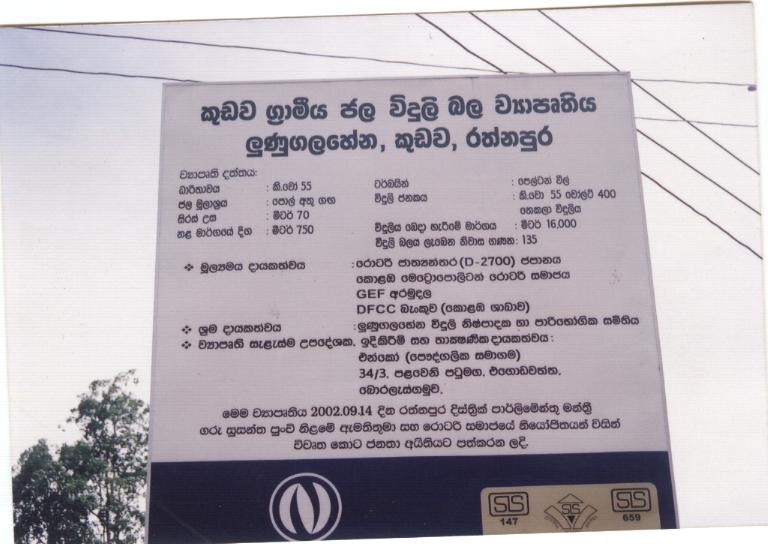 කුඩව ග්‍රාමීය ජල විදුලි බල ව්‍යාපෘතිය
ලුණුගලහේන, කුඩව, රත්නපුර
ව්‍යාපෘති දත්තය:
ධාරිතාවය : කි.වෝ 55
ජල මූලාශ්‍රය : පොල් අතු ගඟ
සිරස් උස : මීටර් 70
නළ මාර්ගයේ දිග : මීටර් 750
ටර්බයින් : පෙල්ටන් වීල්
විදුලි ජනකය : කි.වො 55 වෝල්ට් 400
තෙකලා විදුලිය
විදුලිය බෙදා හැරීමේ මාර්ගය : මීටර් 16,000
විදුලි බලය ලැබෙන නිවාස ගණන: 135
❖ මූල්‍යමය දායකත්වය : රොටරි ජාත්‍යන්තර (D-2700) ජපානය
කොළඹ මෙට්‍රොපොලිටන් රොටරි සමාජය
GEF අරමුදල
DFCC බැංකුව (කොළඹ ශාඛාව)
❖ ශ්‍රම දායකත්වය : ලුණුගලහේන විදුලි නිෂ්පාදක හා පාරිභෝගික සමිතිය
❖ ව්‍යාපෘති සැළැස්ම උපදේශක, ඉදිකිරීම් සහ තාක්ෂණික දායකත්වය :
එන්කෝ (පෞද්ගලික සමාගම)
34/3, පළවෙනි පටුමග, එගොඩවත්ත,
බොරලැස්ගමුව.
මෙම ව්‍යාපෘතිය 2002.09.14 දින රත්නපුර දිස්ත්‍රික් පාර්ලිමේන්තු මන්ත්‍රී
ගරු සුසන්ත පුංචි නිළමේ ඇමතිතුමා සහ රොටරි සමාජයේ නියෝජිතයන් විසින්
විවෘත කොට ජනතා අයිතියට පත්කරන ලදි.
SLS
147
SLS
SLS
659